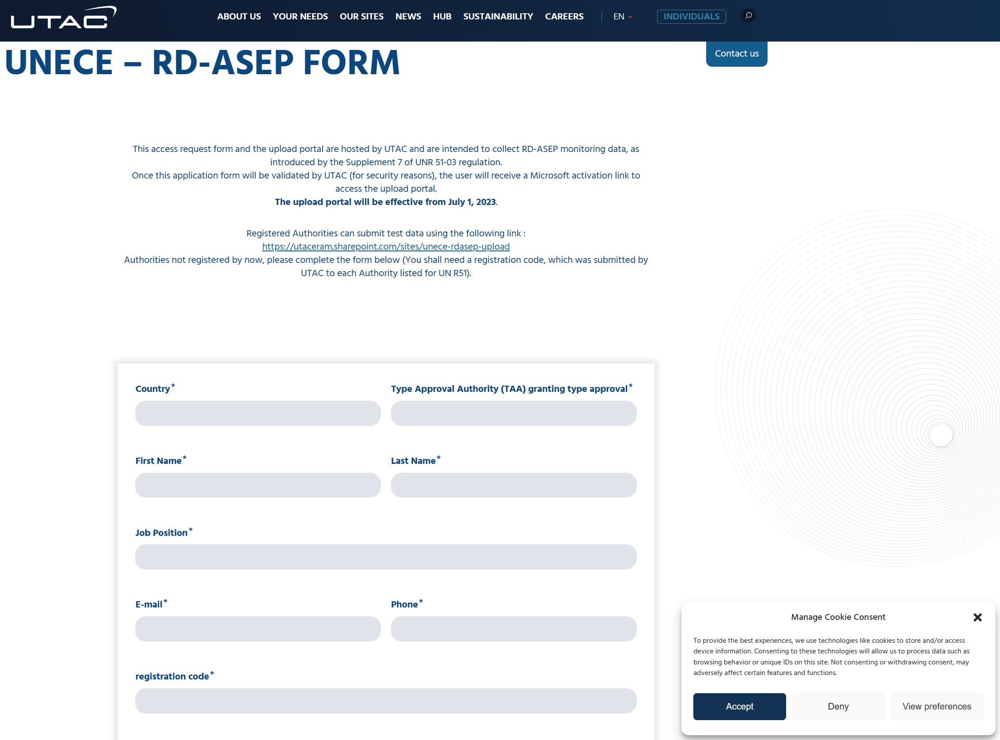 UTAC
ABOUT US YOUR NEEDS OUR SITES NEWS HUB SUSTAINABILITY CAREERS EN INDIVIDUALS
UNECE – RD-ASEP FORM
Contact us
This access request form and the upload portal are hosted by UTAC and are intended to collect RD-ASEP monitoring data, as
introduced by the Supplement 7 of UNR 51-03 regulation.
Once this application form will be validated by UTAC (for security reasons), the user will receive a Microsoft activation link to
access the upload portal.
The upload portal will be effective from July 1, 2023.
Registered Authorities can submit test data using the following link :
https://utaceram.sharepoint.com/sites/unece-rdasep-upload
Authorities not registered by now, please complete the form below (You shall need a registration code, which was submitted by
UTAC to each Authority listed for UN R51).
Country*
Type Approval Authority (TAA) granting type approval*
First Name*
Last Name*
Job Position*
E-mail*
Phone*
registration code*
Manage Cookie Consent
To provide the best experiences, we use technologies like cookies to store and/or access
device information. Consenting to these technologies will allow us to process data such as
browsing behavior or unique IDs on this site. Not consenting or withdrawing consent, may
adversely affect certain features and functions.
Accept Deny View preferences